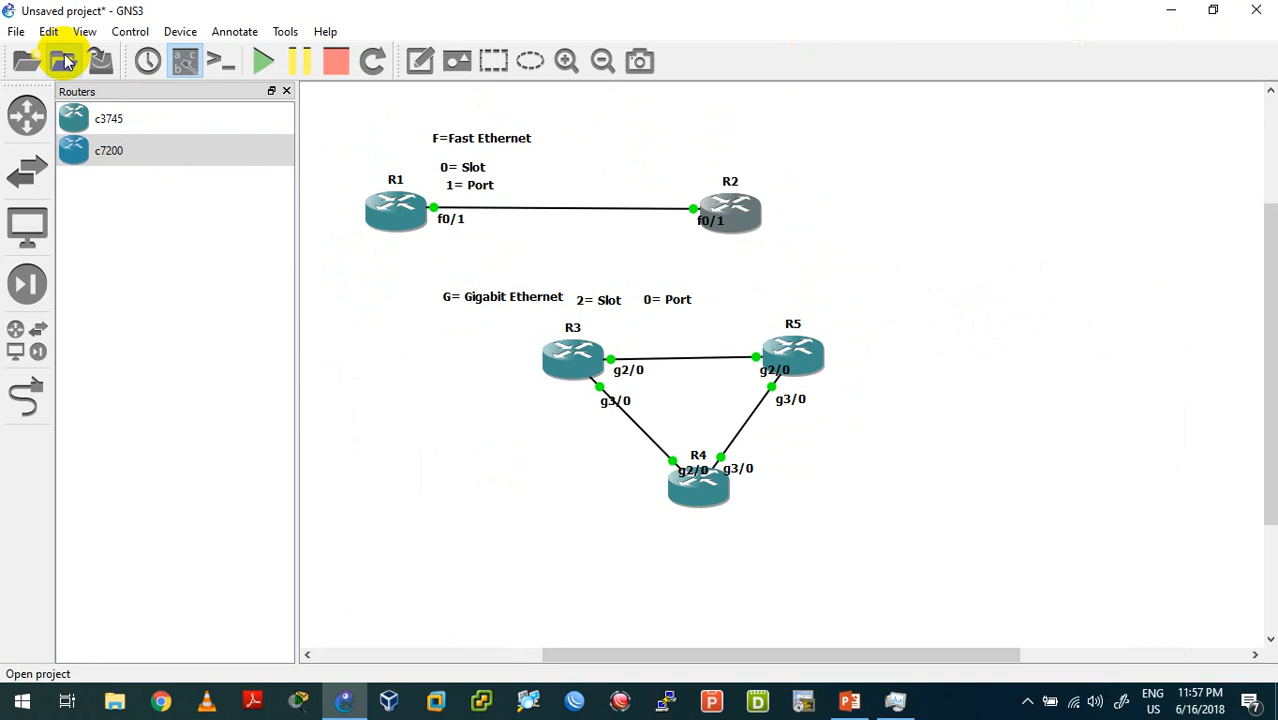 Unsaved project* - GNS3
File Edit View Control Device Annotate Tools Help
Routers
c3745
c7200
F=Fast Ethernet
0= Slot
1= Port
R1
R2
f0/1
f0/1
G= Gigabit Ethernet 2= Slot 0= Port
R3
R5
g2/0
g2/0
g3/0
g3/0
R4
g2/0
g3/0
Open project
ENG 11:57 PM
US 6/16/2018
7